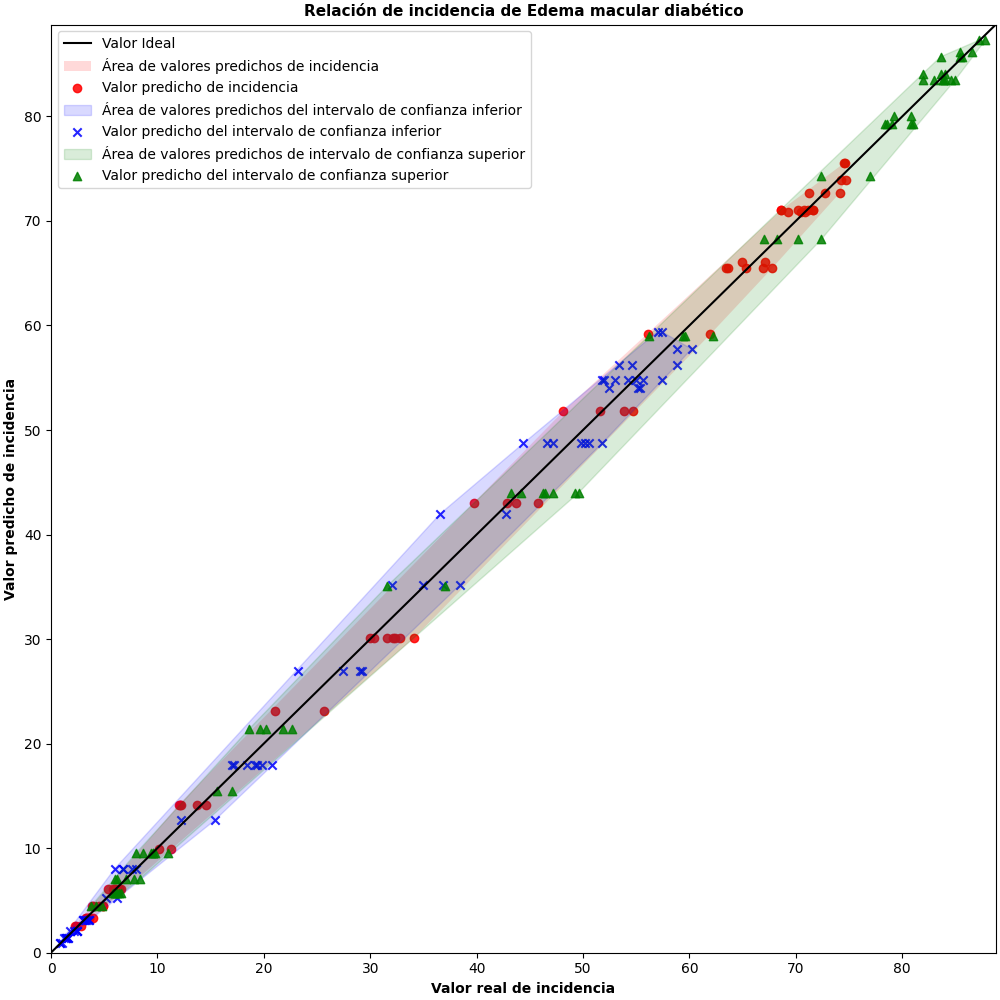 Relación de incidencia de Edema macular diabético
Valor Ideal
Área de valores predichos de incidencia
Valor predicho de incidencia
Área de valores predichos del intervalo de confianza inferior
Valor predicho del intervalo de confianza inferior
Área de valores predichos de intervalo de confianza superior
Valor predicho del intervalo de confianza superior
Valor predicho de incidencia
80
70
60
50
40
30
20
10
0
0 10 20 30 40 50 60 70 80
Valor real de incidencia